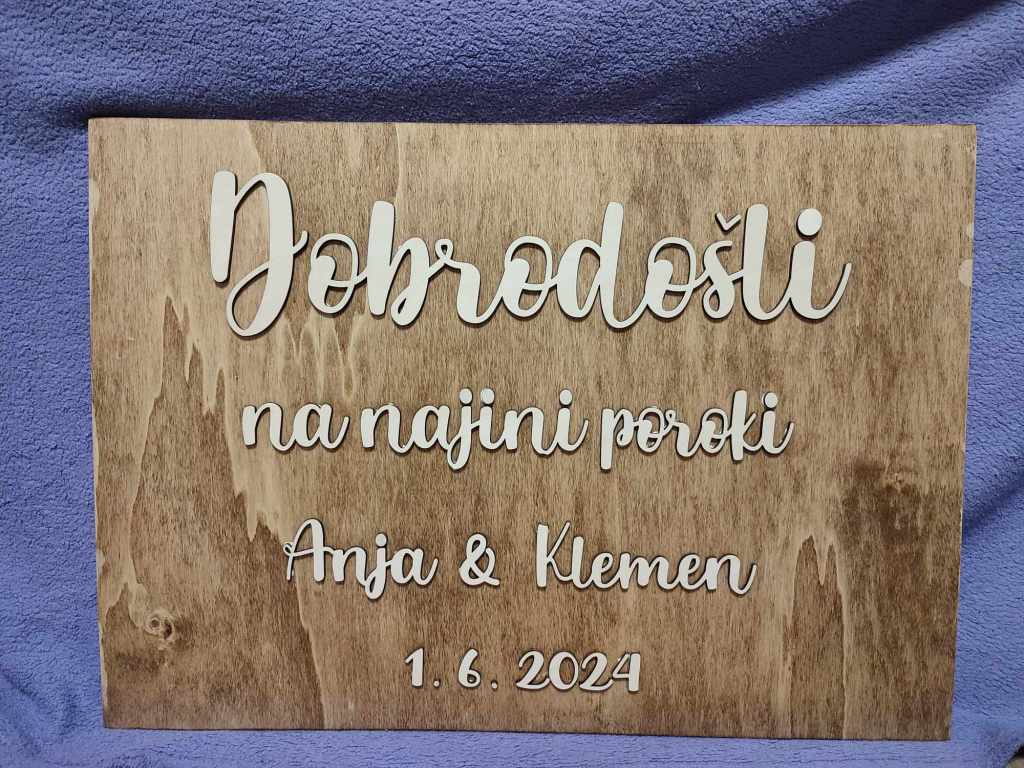 Dobrodošli
na najini poroki
Anja & Klemen
1. 6. 2024